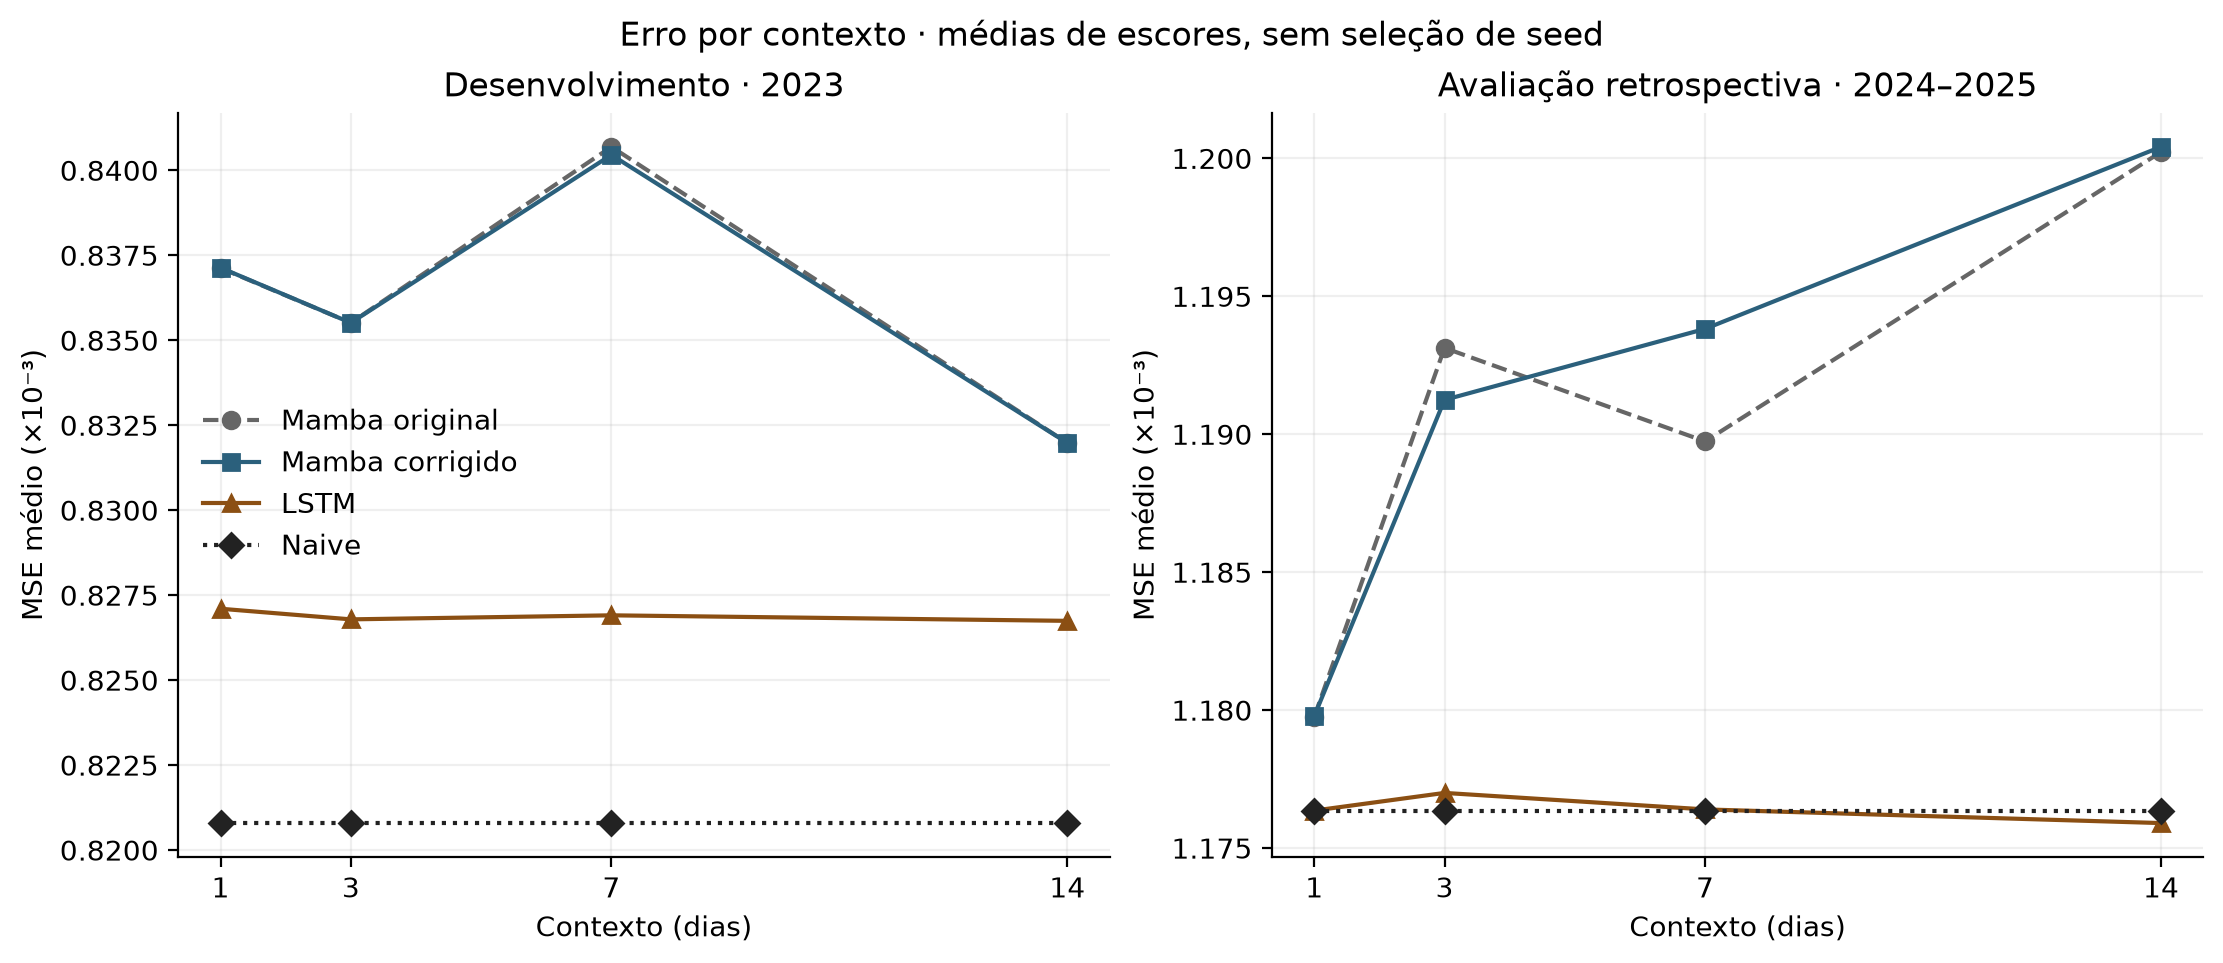 Erro por contexto · médias de escores, sem seleção de seed
Desenvolvimento · 2023
MSE médio (×10⁻³)
0.8400
0.8375
0.8350
0.8325
0.8300
0.8275
0.8250
0.8225
0.8200
Mamba original
Mamba corrigido
LSTM
Naive
1 3 7 14
Contexto (dias)
Avaliação retrospectiva · 2024–2025
MSE médio (×10⁻³)
1.200
1.195
1.190
1.185
1.180
1.175
1 3 7 14
Contexto (dias)